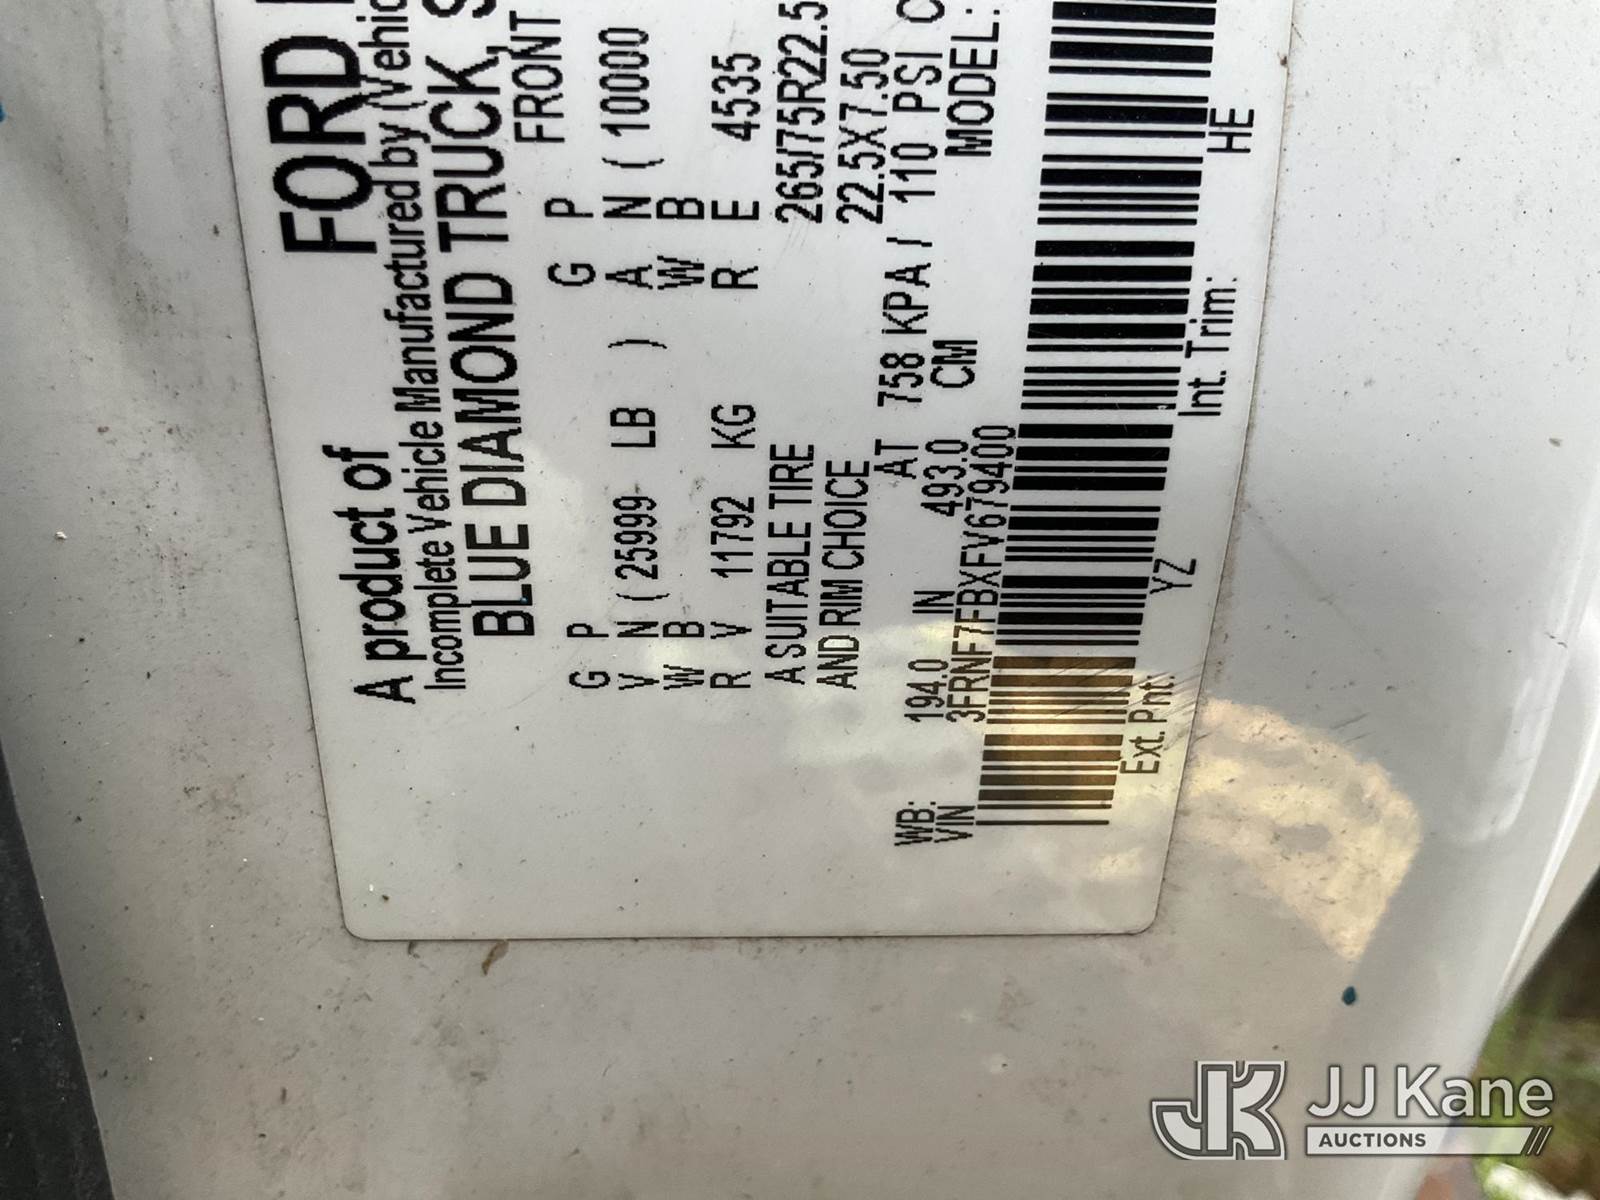 FORD
A product of
Incomplete Vehicle Manufactured by (Vehic
BLUE DIAMOND TRUCK, S
FRONT
G P G P
V N ( 25999 LB ) A N ( 10000
W B W B
R V 11792 KG R E 4535
A SUITABLE TIRE 265/75R22.5
AND RIM CHOICE 22.5X7.50
AT 758 KPA / 110 PSI C
WB: 194.0 IN 493.0 CM MODEL:
VIN 3FRNF7FBXFV679400
Ext. Pnt: YZ Int. Trim: HE
JK JJ Kane
AUCTIONS